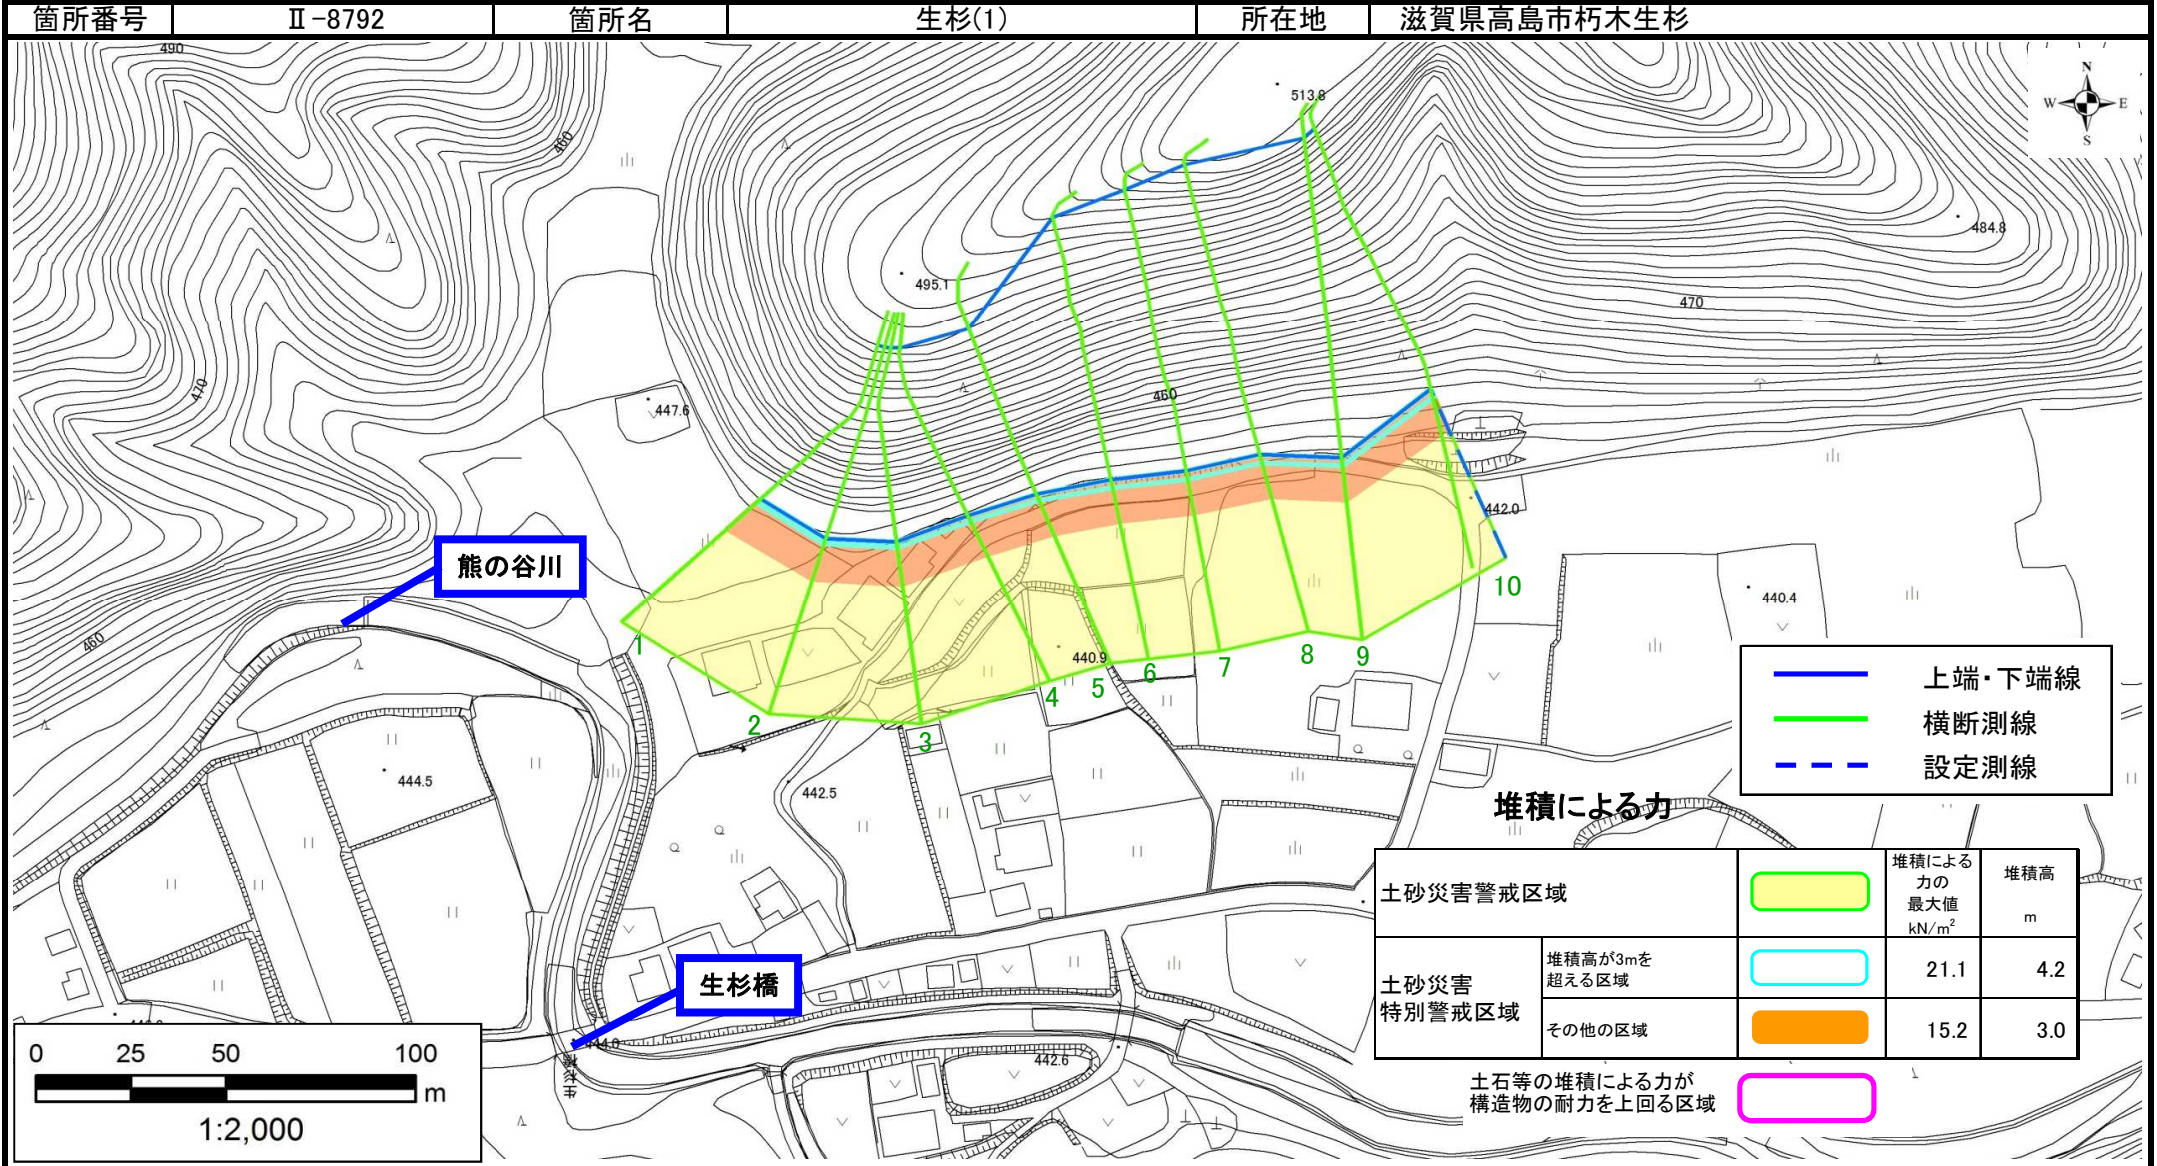 箇所番号 Ⅱ-8792 箇所名 生杉(1) 所在地 滋賀県高島市朽木生杉
490
513.8
N
W E
S
460
484.8
495.1
470
470
460
447.6
442.0
熊の谷川
440.4
460
1
2
3
4
5
6
7
8
9
10
440.9
444.5
442.5
上端・下端線
横断測線
設定測線
堆積による力
堆積による
力の
最大値
kN/m²
堆積高
m
土砂災害警戒区域
土砂災害
特別警戒区域
堆積高が3mを
超える区域
21.1 4.2
その他の区域
15.2 3.0
土石等の堆積による力が
構造物の耐力を上回る区域
生杉橋
生杉橋
442.6
0 25 50 100
m
1:2,000